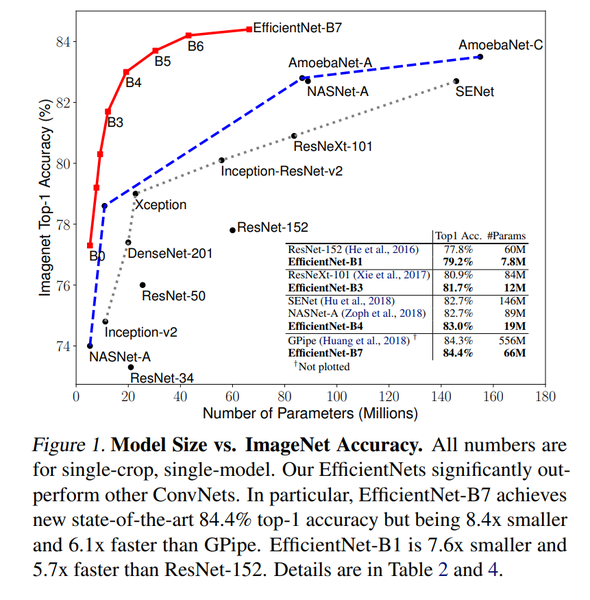 84
82
80
78
76
74
0
20
40
60
80
100
120
140
160
180
Number of Parameters (Millions)
Imagenet Top-1 Accuracy (%)
EfficientNet-B7
B6
B5
B4
B3
B0
AmoebaNet-A
AmoebaNet-C
NASNet-A
SENet
ResNeXt-101
Inception-ResNet-v2
Xception
ResNet-152
DenseNet-201
ResNet-50
Inception-v2
NASNet-A
ResNet-34
Top1 Acc. #Params
ResNet-152 (He et al., 2016) 77.8% 60M
EfficientNet-B1 79.2% 7.8M
ResNeXt-101 (Xie et al., 2017) 80.9% 84M
EfficientNet-B3 81.7% 12M
SENet (Hu et al., 2018) 82.7% 146M
NASNet-A (Zoph et al., 2018) 82.7% 89M
EfficientNet-B4 83.0% 19M
GPipe (Huang et al., 2018) † 84.3% 556M
EfficientNet-B7 84.4% 66M
†Not plotted
Figure 1. Model Size vs. ImageNet Accuracy. All numbers are
for single-crop, single-model. Our EfficientNets significantly out-
perform other ConvNets. In particular, EfficientNet-B7 achieves
new state-of-the-art 84.4% top-1 accuracy but being 8.4x smaller
and 6.1x faster than GPipe. EfficientNet-B1 is 7.6x smaller and
5.7x faster than ResNet-152. Details are in Table 2 and 4.